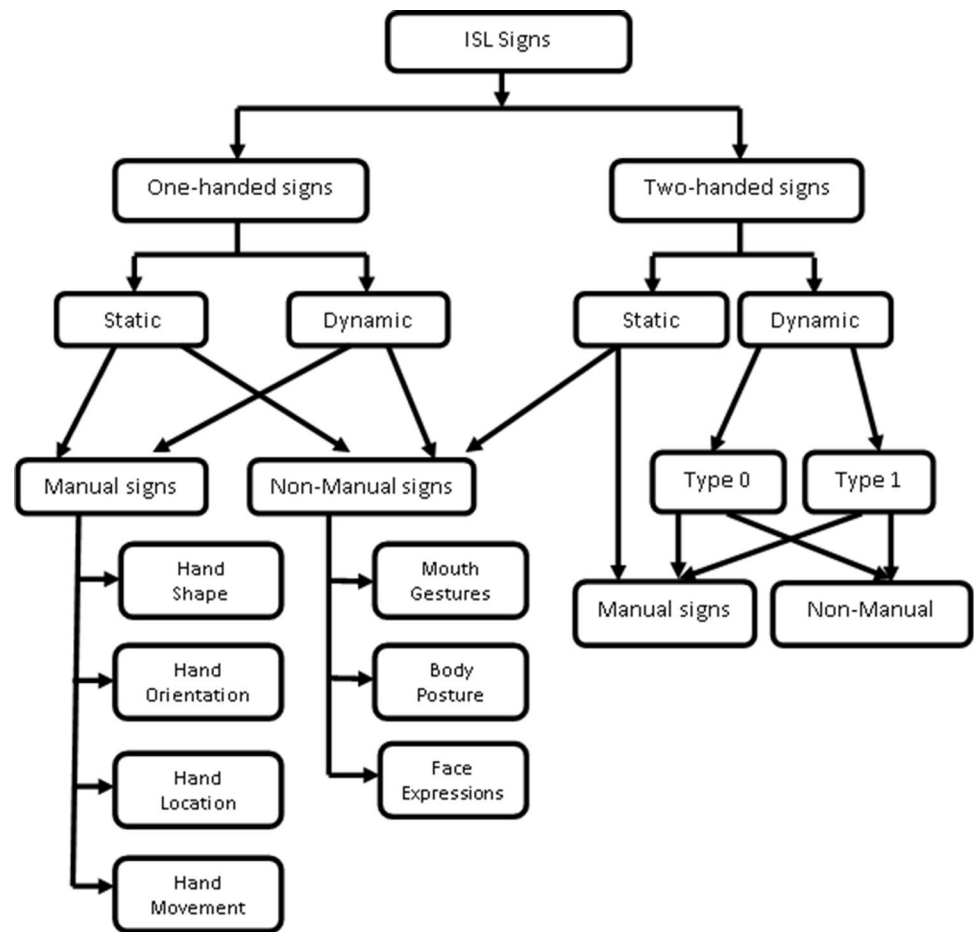 ISL Signs
One-handed signs
Two-handed signs
Static
Dynamic
Static
Dynamic
Manual signs
Non-Manual signs
Type 0
Type 1
Hand
Shape
Mouth
Gestures
Manual signs
Non-Manual
Hand
Orientation
Body
Posture
Hand
Location
Face
Expressions
Hand
Movement